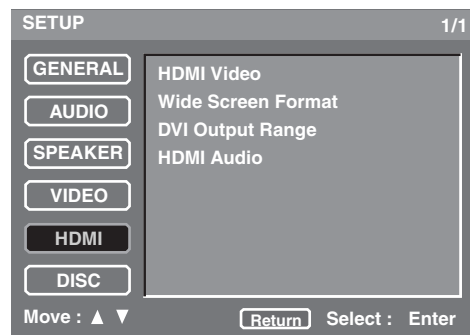 SETUP 1/1
GENERAL
AUDIO
SPEAKER
VIDEO
HDMI
DISC
HDMI Video
Wide Screen Format
DVI Output Range
HDMI Audio
Move : ▲ ▼ Return Select : Enter